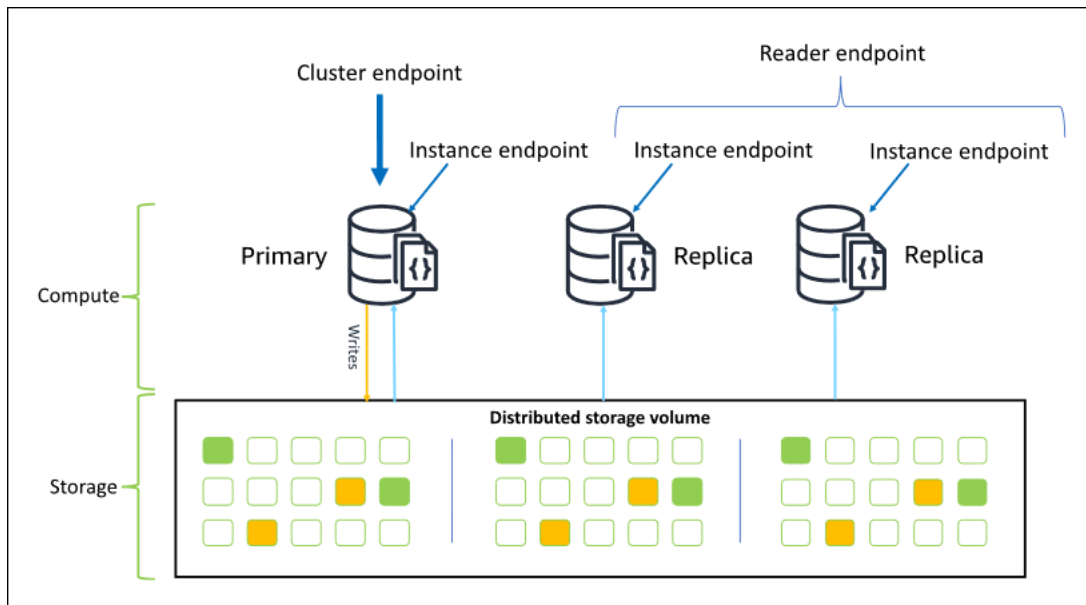 Reader endpoint
Cluster endpoint
Instance endpoint
Instance endpoint
Instance endpoint
Primary
Replica
Replica
Compute
Writes
Distributed storage volume
Storage